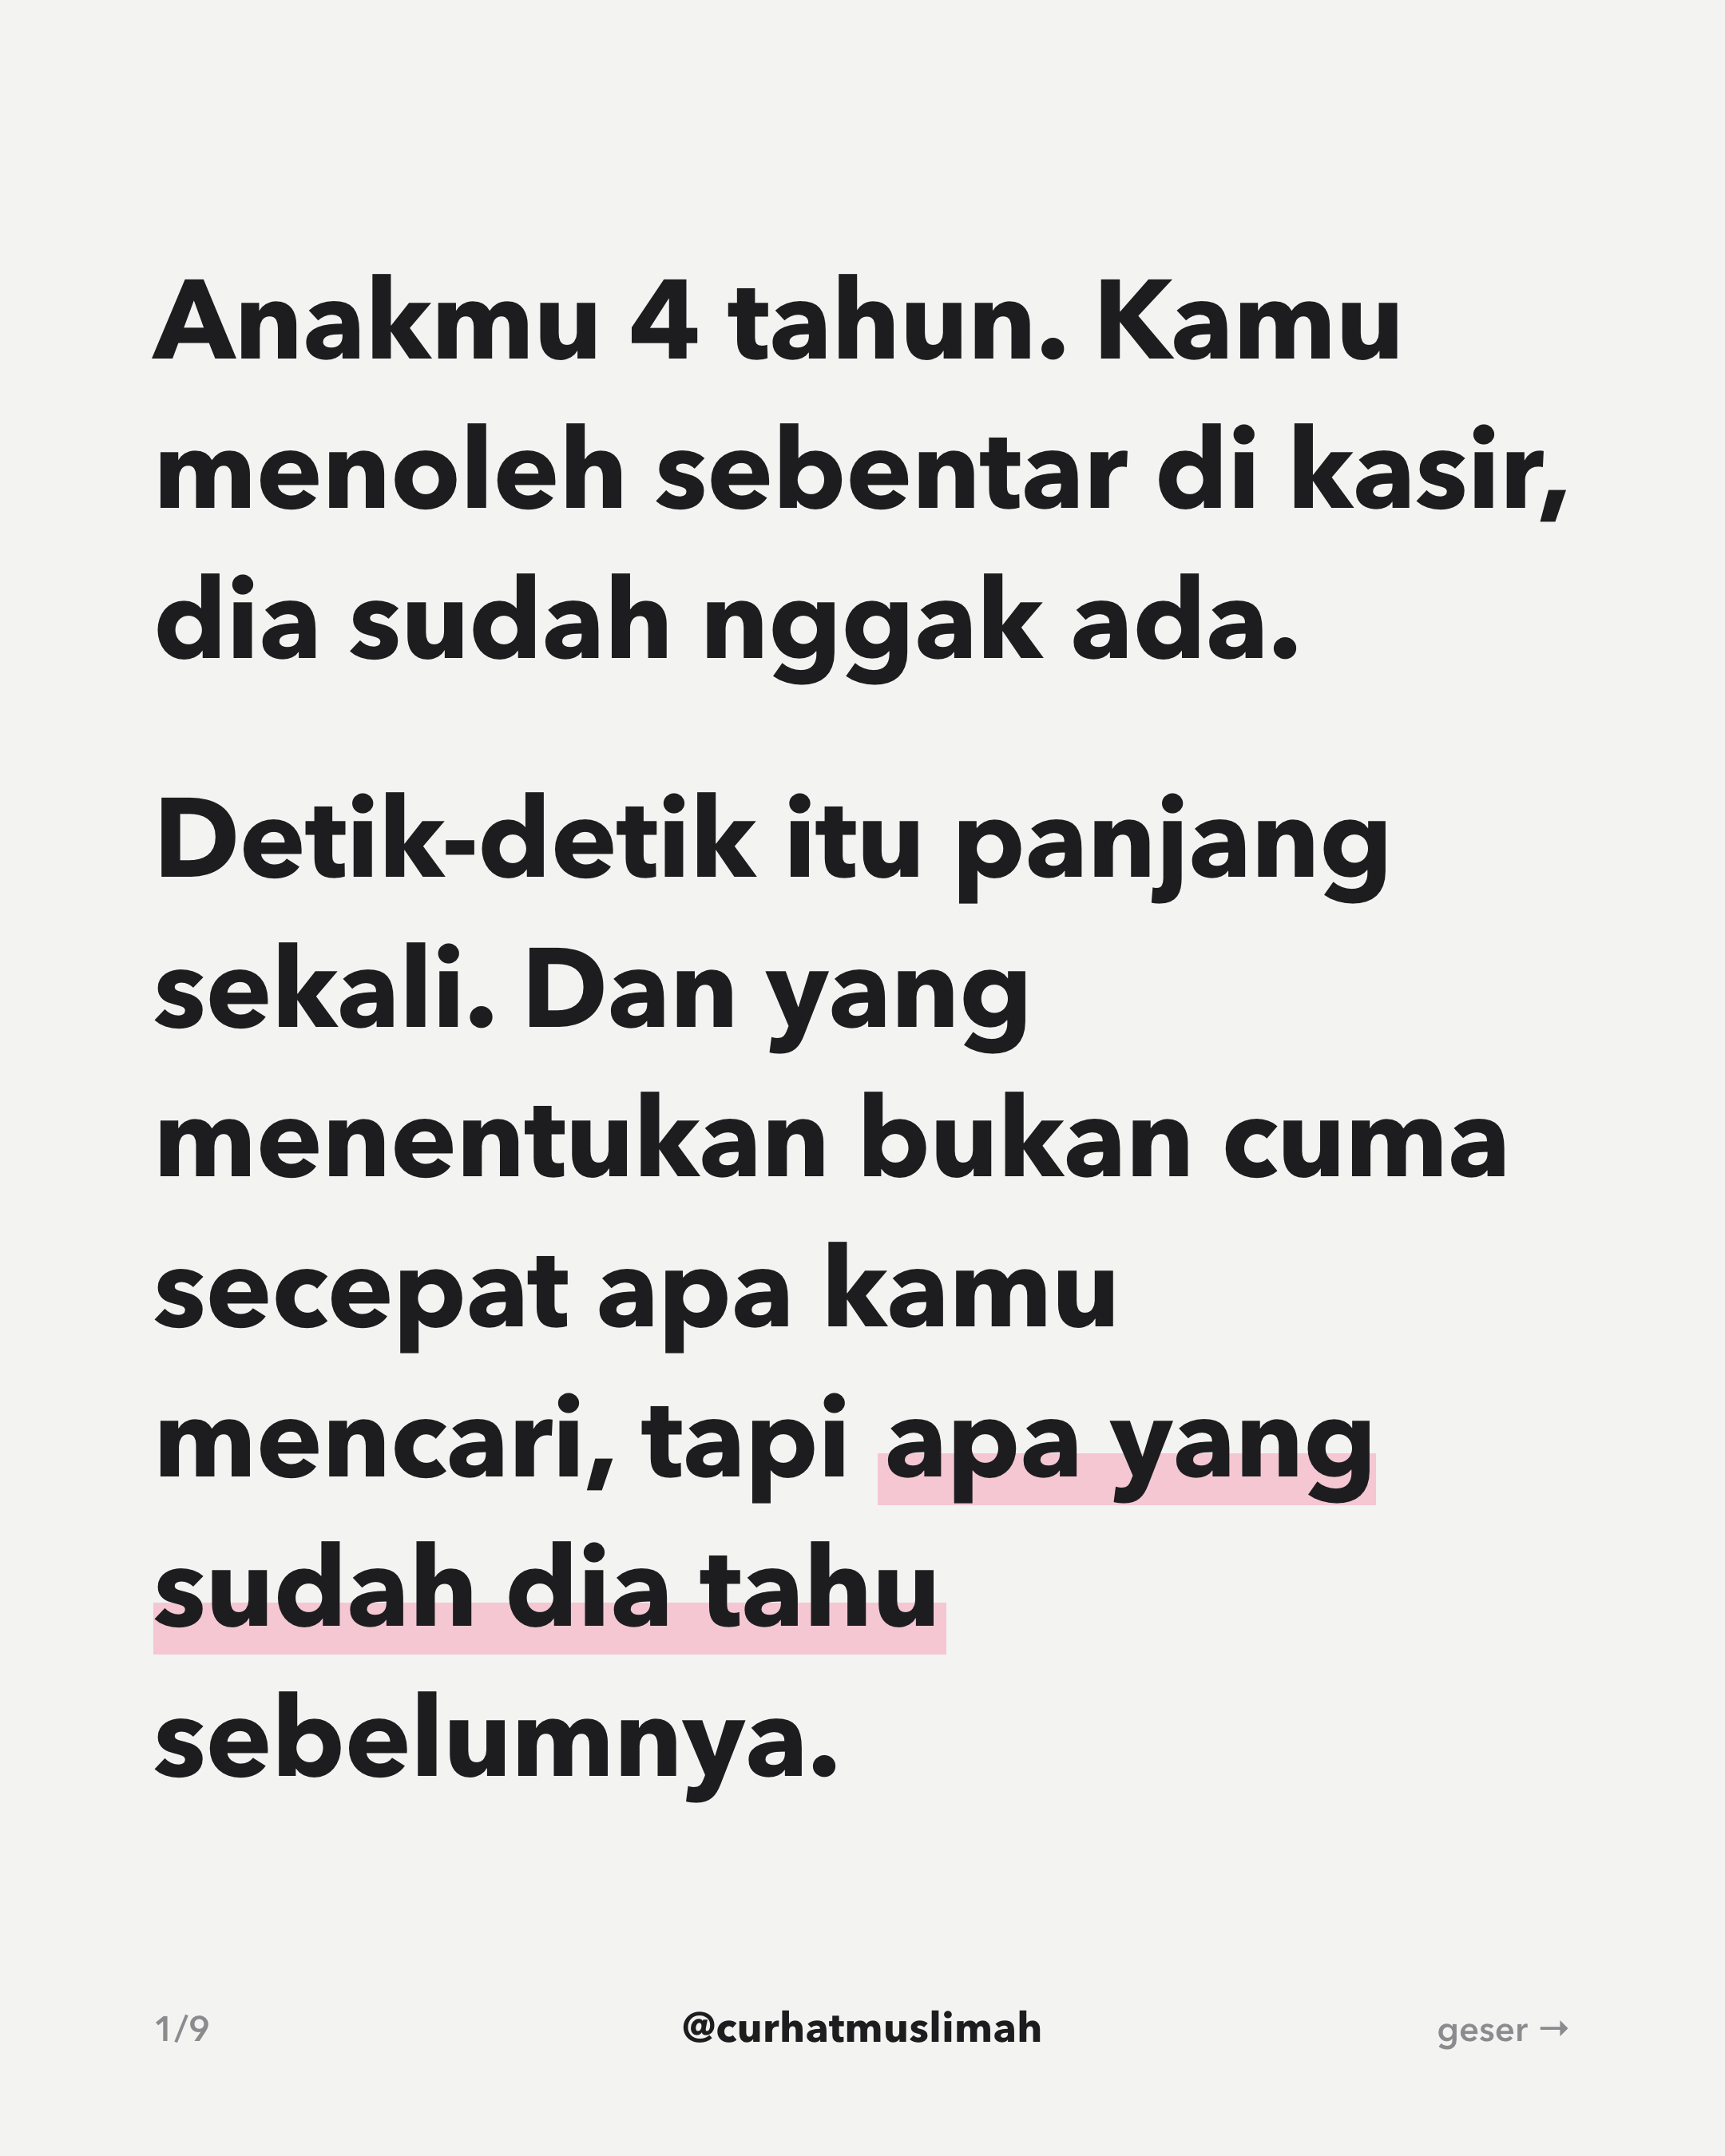 Anakmu 4 tahun. Kamu
menoleh sebentar di kasir,
dia sudah nggak ada.
Detik-detik itu panjang
sekali. Dan yang
menentukan bukan cuma
secepat apa kamu
mencari, tapi apa yang
sudah dia tahu
sebelumnya.
1/9
@curhatmuslimah
geser →